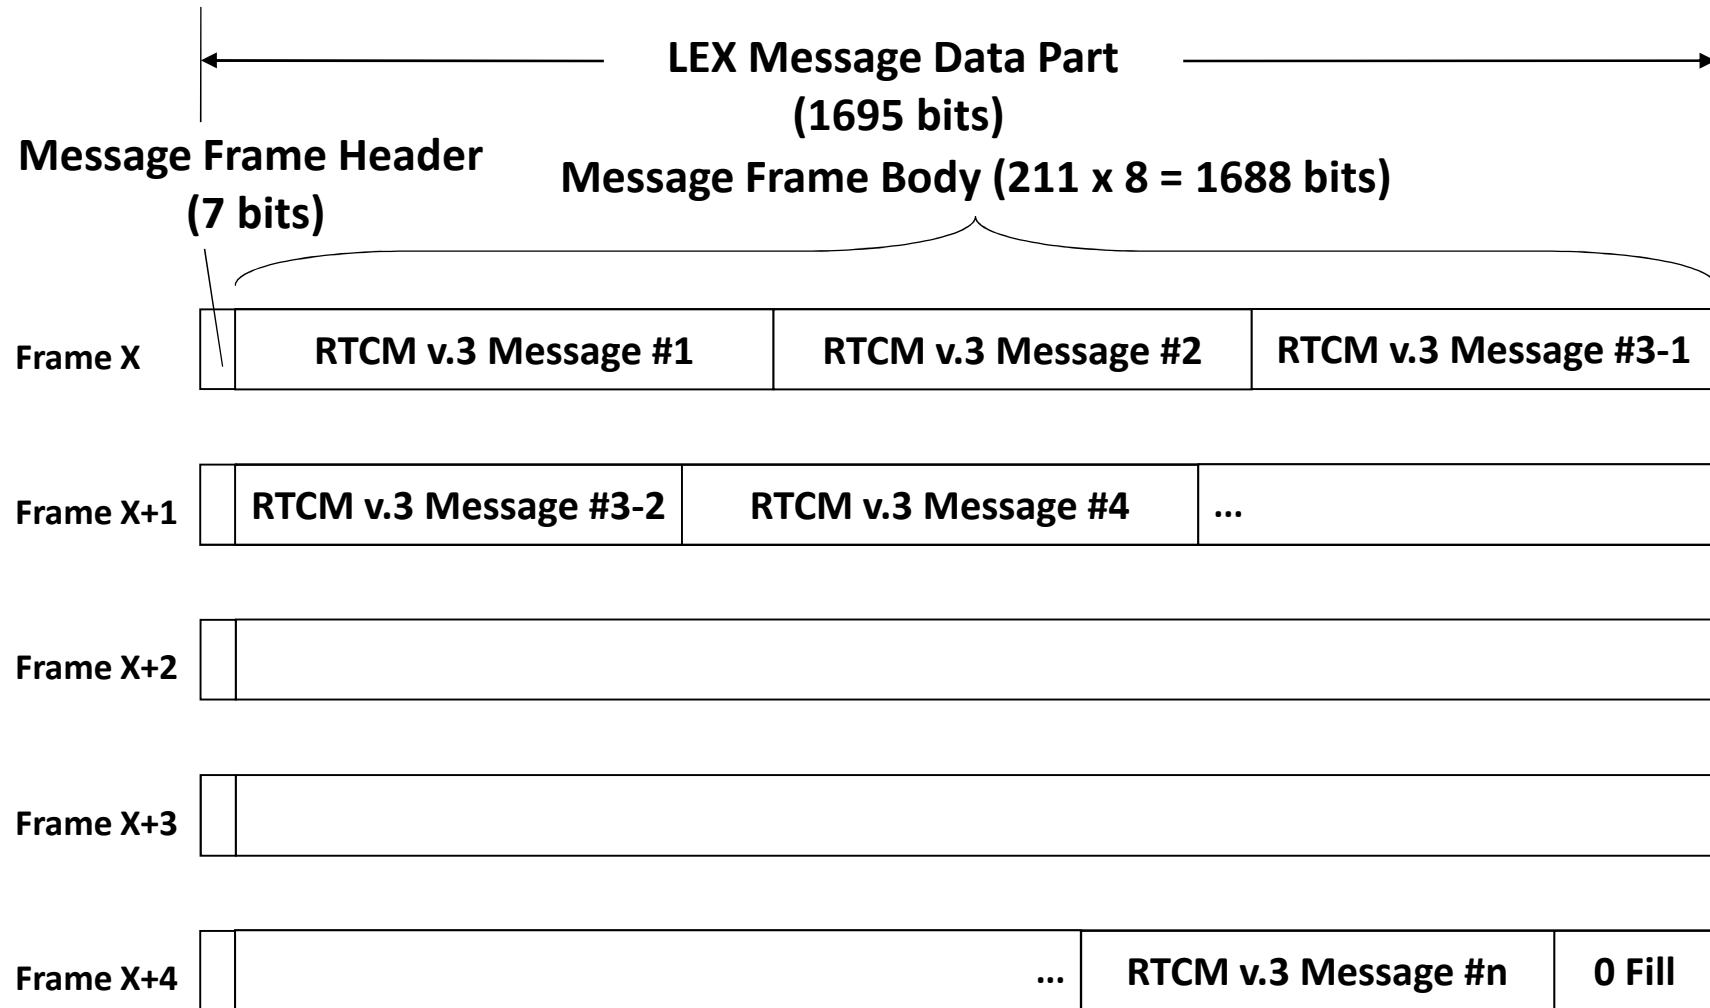 LEX Message Data Part
(1695 bits)
Message Frame Header
(7 bits)
Message Frame Body (211 x 8 = 1688 bits)
Frame X
RTCM v.3 Message #1
RTCM v.3 Message #2
RTCM v.3 Message #3-1
Frame X+1
RTCM v.3 Message #3-2
RTCM v.3 Message #4
...
Frame X+2
Frame X+3
Frame X+4
...
RTCM v.3 Message #n
0 Fill